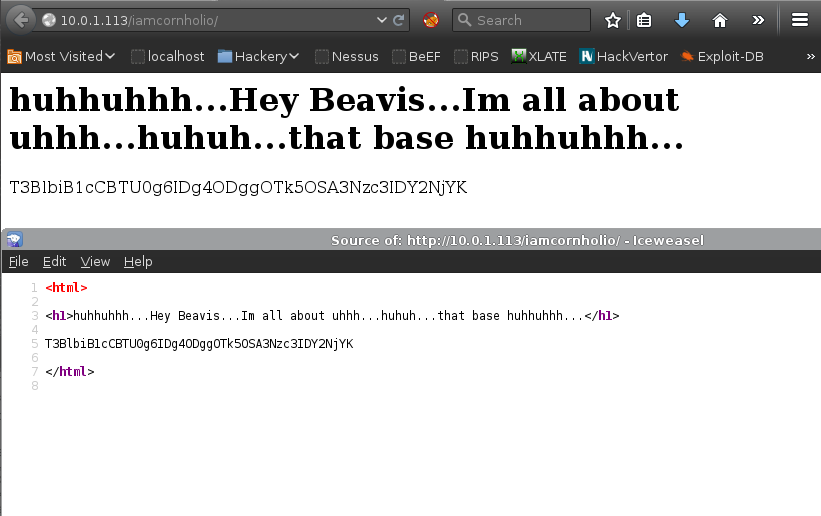 10.0.1.113/iamcornholio/
Search
»
Most Visited
localhost
Hackery
Nessus
BeEF
RIPS
XLATE
HackVertor
Exploit-DB
»
huhhuhhh...Hey Beavis...Im all about
uhhh...huhuh...that base huhhuhhh...
T3BlbiB1cCBTU0g6IDg4ODggOTk5OSA3Nzc3IDY2NjYK
Source of: http://10.0.1.113/iamcornholio/ - Iceweasel
File Edit View Help
1 <html>
2
3 <h1>huhhuhhh...Hey Beavis...Im all about uhhh...huhuh...that base huhhuhhh...</h1>
4
5 T3BlbiB1cCBTU0g6IDg4ODggOTk5OSA3Nzc3IDY2NjYK
6
7 </html>
8